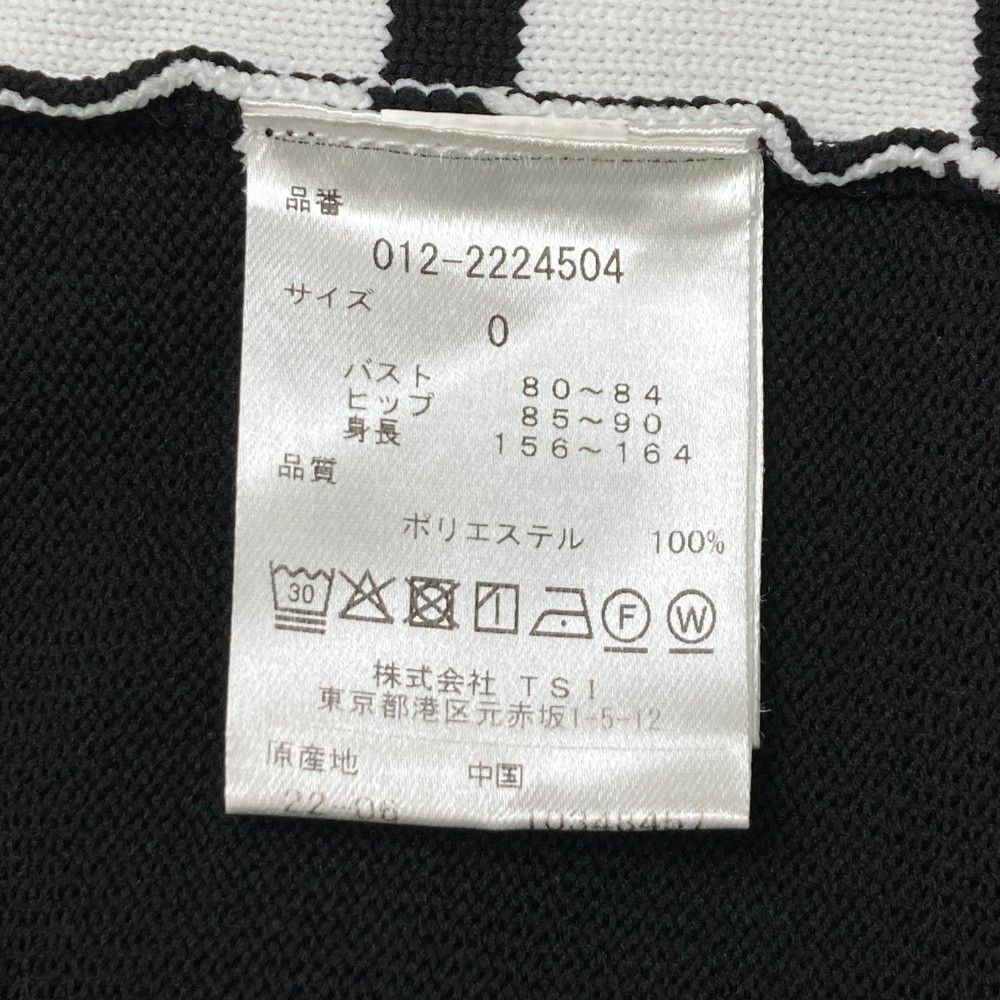 品番
012-2224504
サイズ
0
バスト 80～84
ヒップ 85～90
身長 156～164
品質
ポリエステル 100%
30 F W
株式会社 TSI
東京都港区元赤坂1-5-12
原産地 中国
22-06